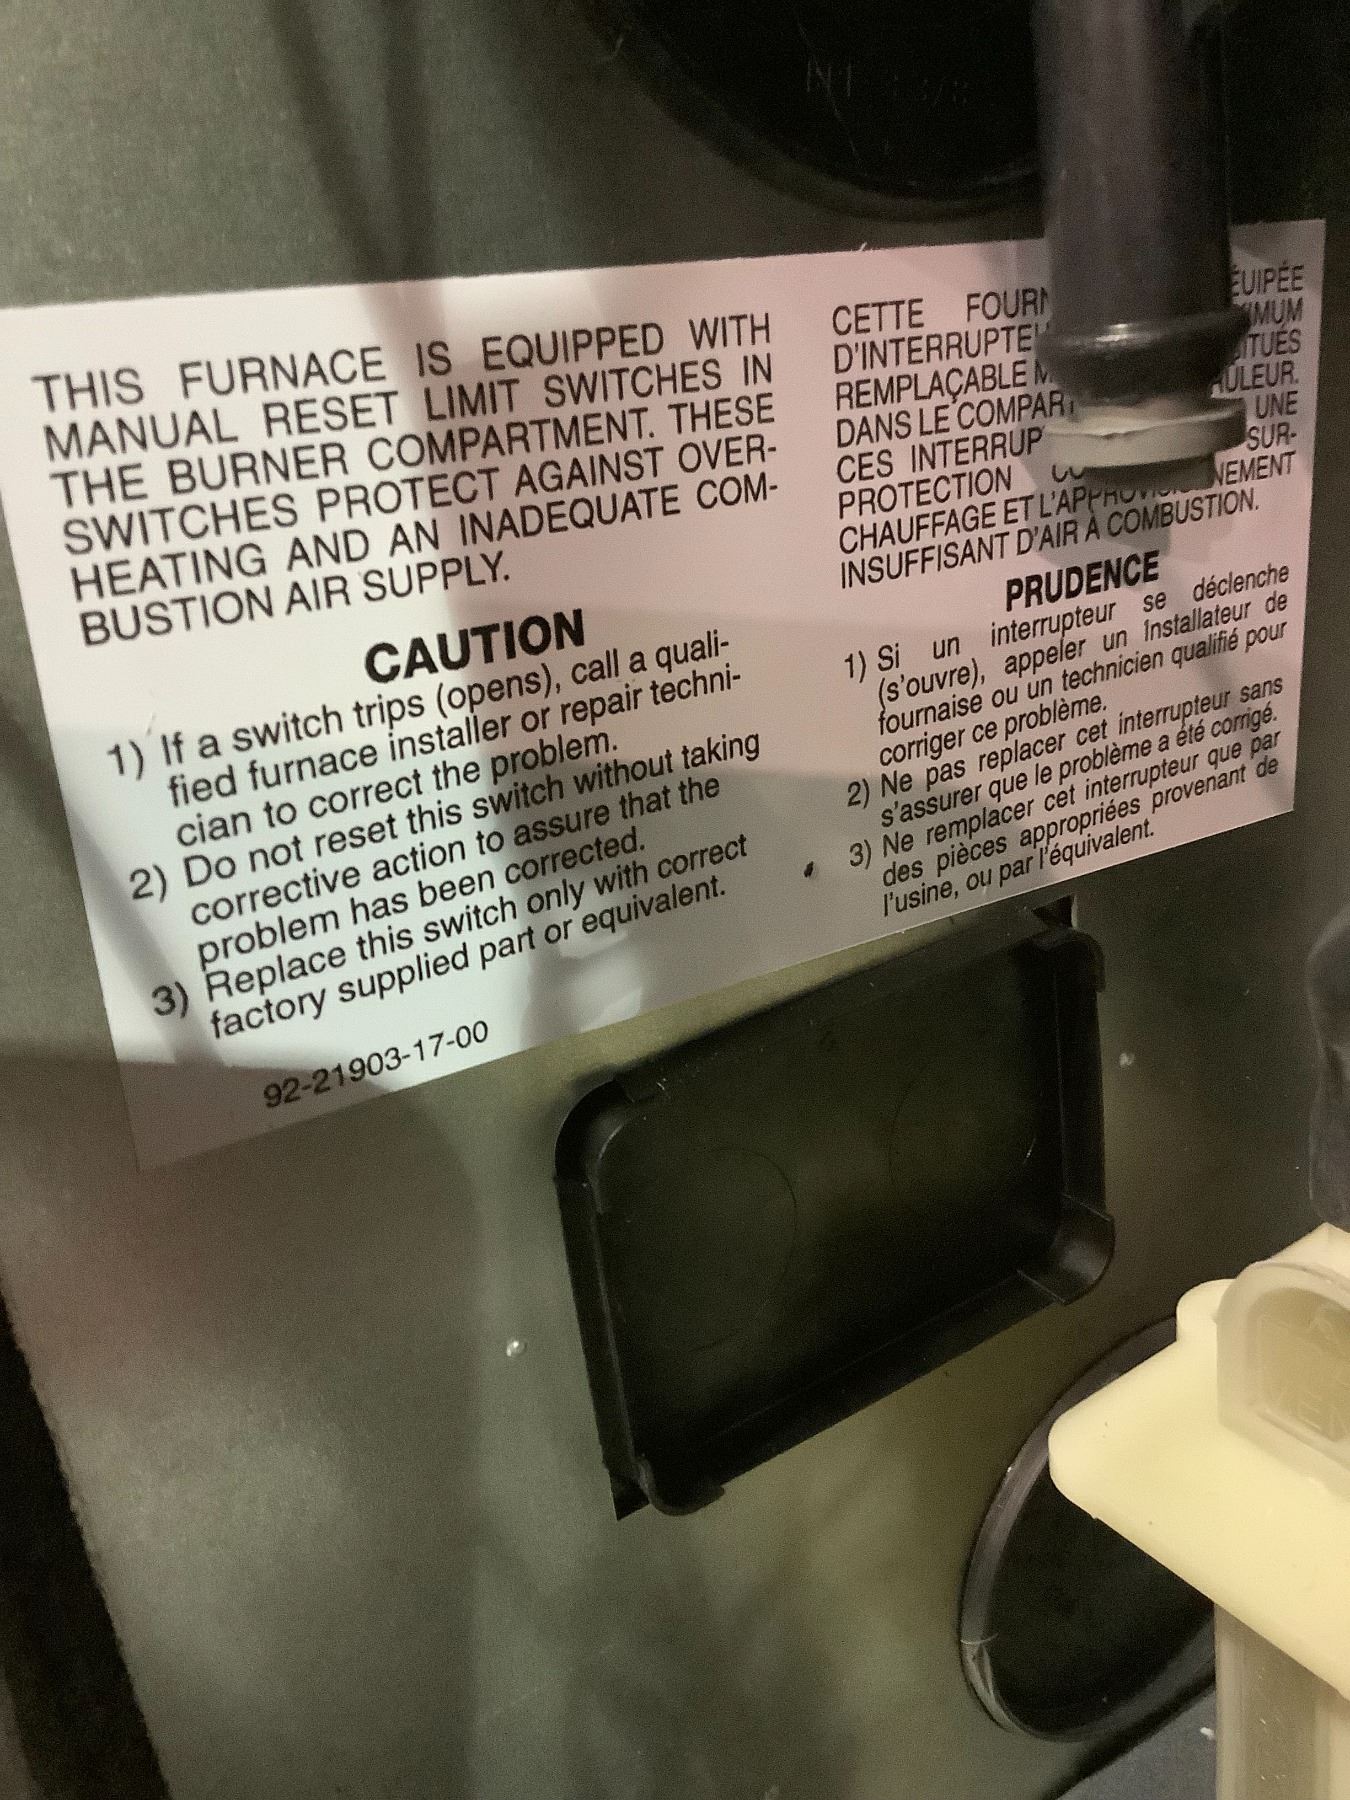 THIS FURNACE IS EQUIPPED WITH
MANUAL RESET LIMIT SWITCHES IN
THE BURNER COMPARTMENT. THESE
SWITCHES PROTECT AGAINST OVER-
HEATING AND AN INADEQUATE COM-
BUSTION AIR SUPPLY.
CAUTION
1) If a switch trips (opens), call a quali-
fied furnace installer or repair techni-
cian to correct the problem.
2) Do not reset this switch without taking
corrective action to assure that the
problem has been corrected.
3) Replace this switch only with correct
factory supplied part or equivalent.
92-21903-17-00
CETTE
REMPLAÇABLE
DANS LE
CES UNE
PROTECTION SUR-
CHAUFFAGE ET
INSUFFISANT D'AIR À COMBUSTION.
PRUDENCE
1) Si un interrupteur se déclenche
(s'ouvre), appeler un Installateur de
fournaise ou un technicien qualifié pour
corriger ce problème.
2) Ne pas replacer cet interrupteur sans
s'assurer que le problème a été corrigé.
3) Ne remplacer cet interrupteur que par
des pièces appropriées provenant de
l'usine, ou par l'équivalent.